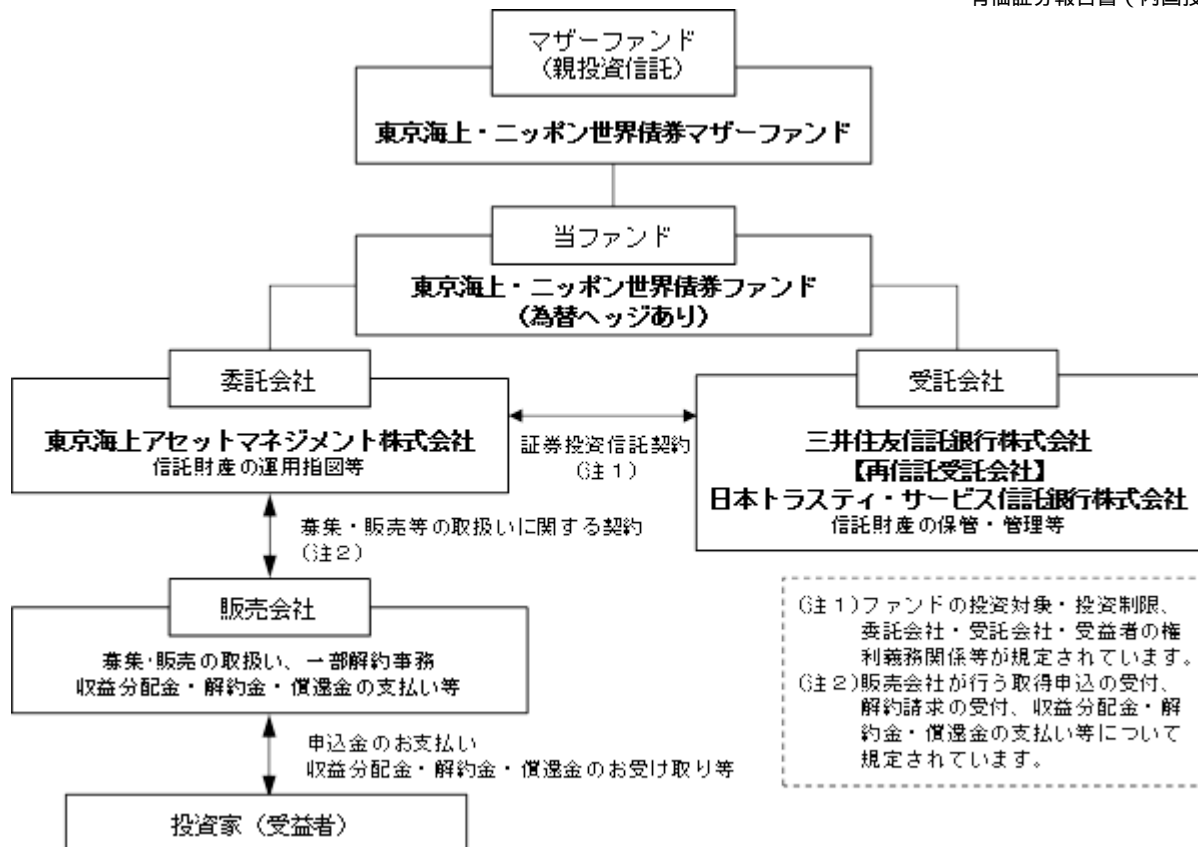 マザーファンド
(親投資信託)
東京海上・ニッポン世界債券マザーファンド
当ファンド
東京海上・ニッポン世界債券ファンド
(為替ヘッジあり)
委託会社
東京海上アセットマネジメント株式会社
信託財産の運用指図等
証券投資信託契約
(注1)
受託会社
三井住友信託銀行株式会社
【再信託受託会社】
日本トラスティ・サービス信託銀行株式会社
信託財産の保管・管理等
募集・販売等の取扱いに関する契約
(注2)
販売会社
募集・販売の取扱い、一部解約事務
収益分配金・解約金・償還金の支払い等
(注1)ファンドの投資対象・投資制限、
委託会社・受託会社・受益者の権
利義務関係等が規定されています。
(注2)販売会社が行う取得申込の受付、
解約請求の受付、収益分配金・解
約金・償還金の支払い等について
規定されています。
申込金のお支払い
収益分配金・解約金・償還金のお受け取り等
投資家(受益者)